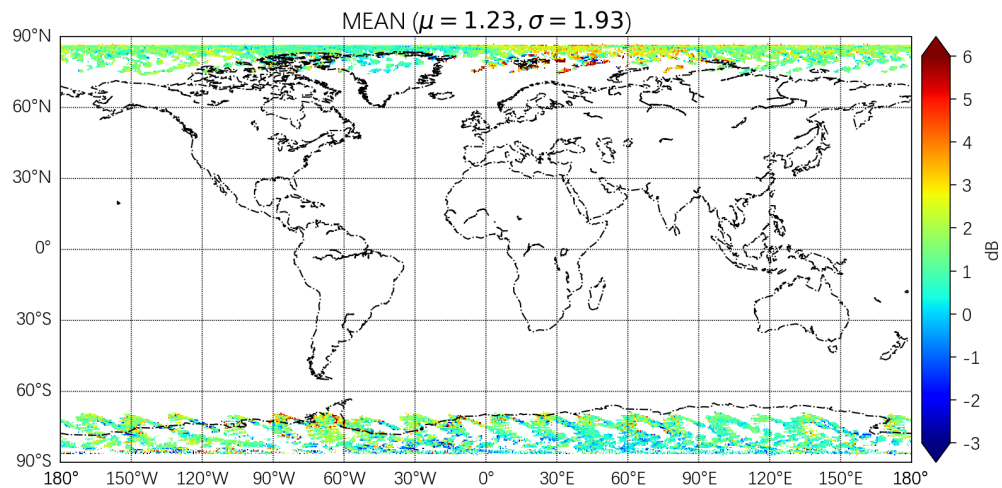 MEAN (μ = 1.23, σ = 1.93)
90°N
60°N
30°N
0°
30°S
60°S
90°S
180° 150°W 120°W 90°W 60°W 30°W 0° 30°E 60°E 90°E 120°E 150°E 180°
6
5
4
3
2
1
0
-1
-2
-3
dB